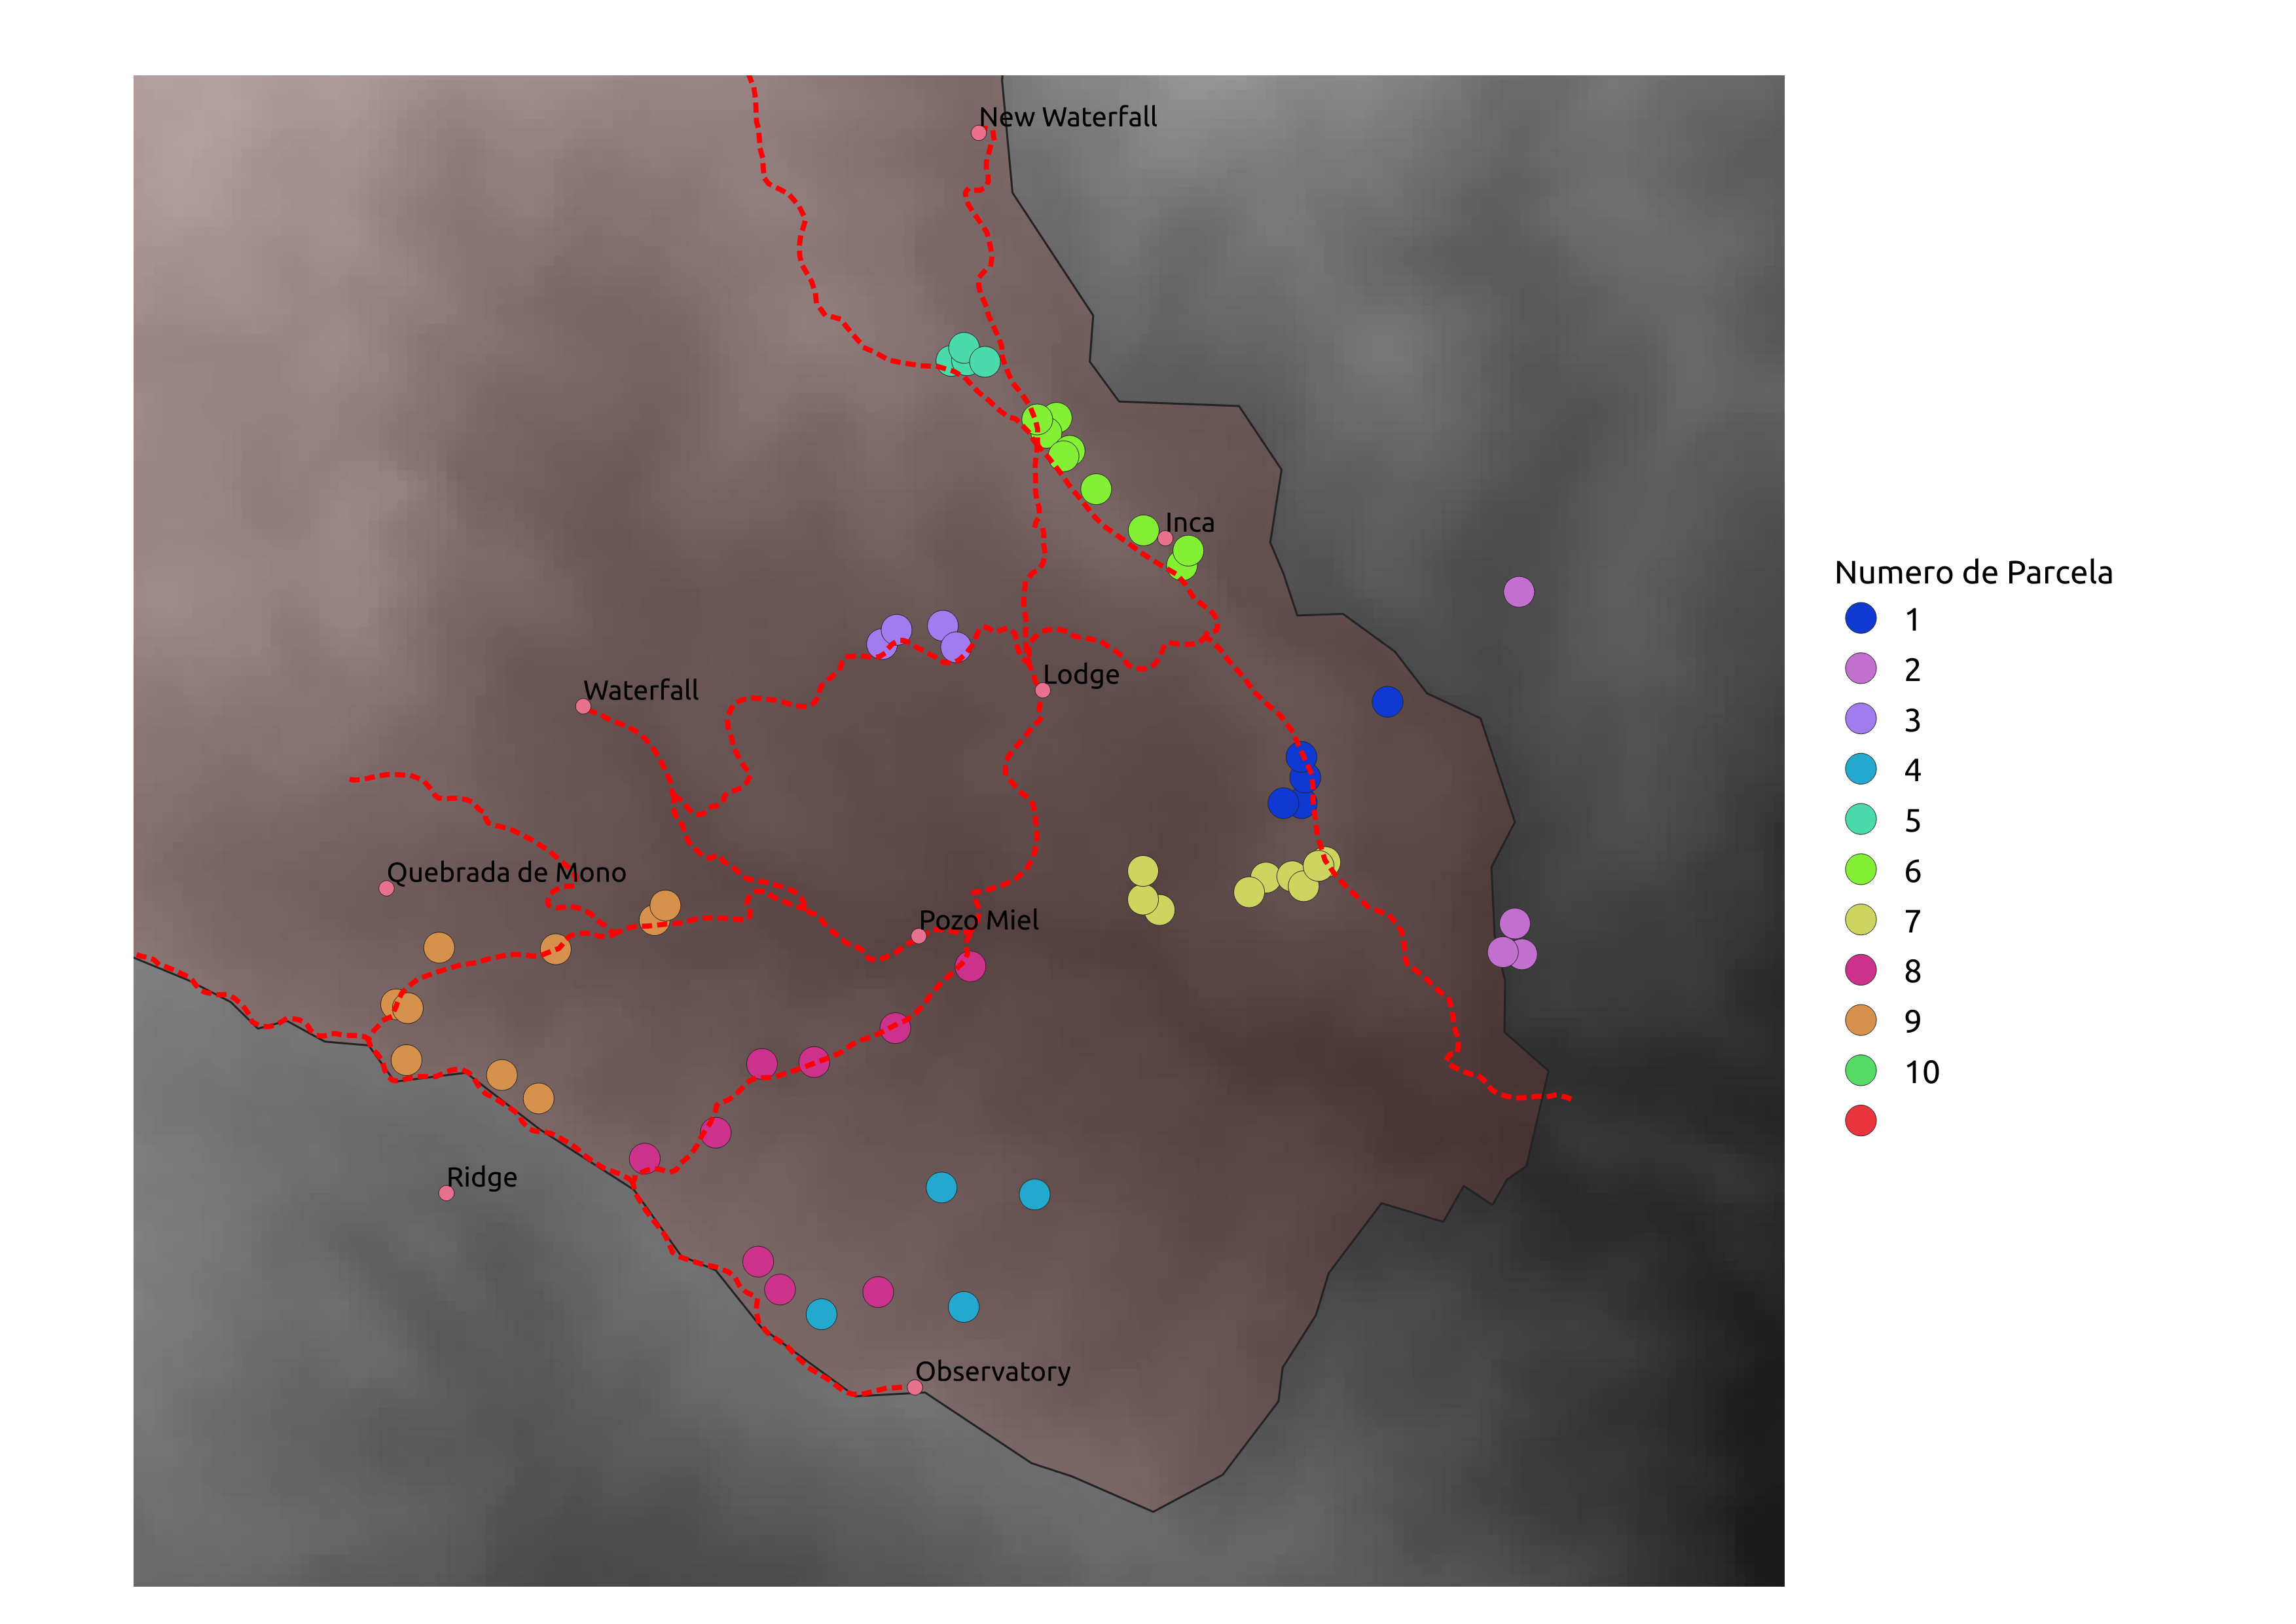 New Waterfall
Inca
Lodge
Waterfall
Quebrada de Mono
Pozo Miel
Ridge
Observatory
Numero de Parcela
1
2
3
4
5
6
7
8
9
10